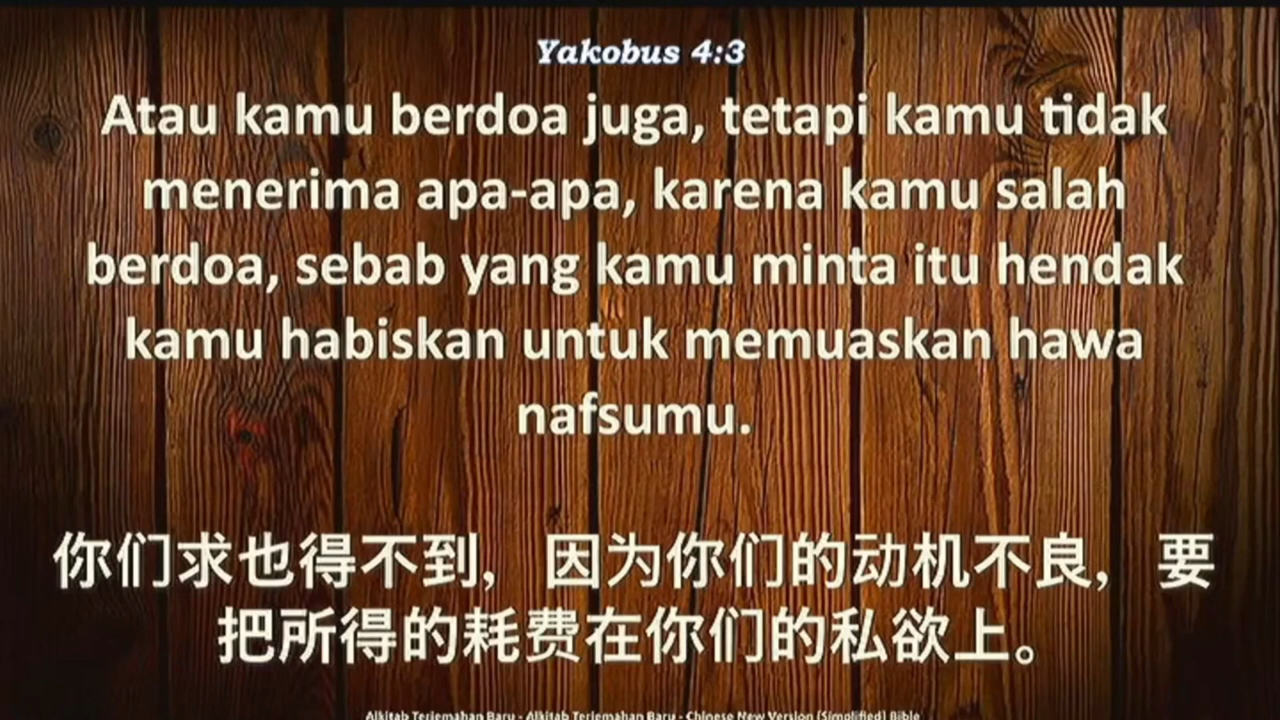 Yakobus 4:3
Atau kamu berdoa juga, tetapi kamu tidak
menerima apa-apa, karena kamu salah
berdoa, sebab yang kamu minta itu hendak
kamu habiskan untuk memuaskan hawa
nafsumu.
你们求也得不到， 因为你们的动机不良， 要
把所得的耗费在你们的私欲上。
Alkitab Terjemahan Baru - Alkitab Terjemahan Baru - Chinese New Version (Simplified) Bible